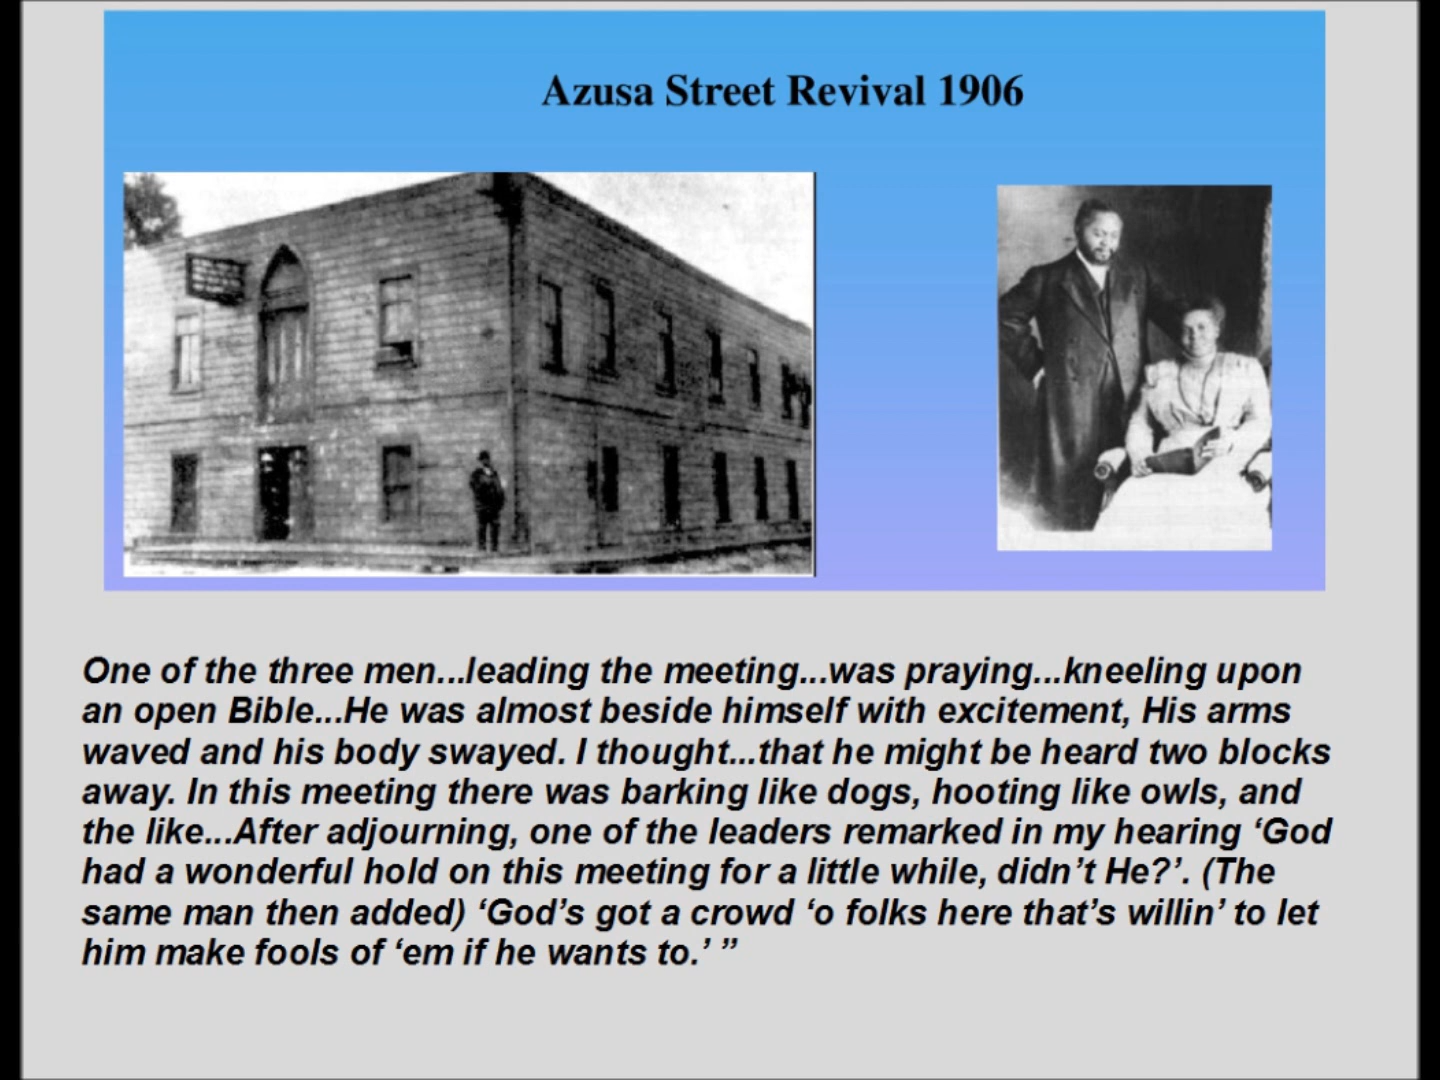 Azusa Street Revival 1906
One of the three men...leading the meeting...was praying...kneeling upon
an open Bible...He was almost beside himself with excitement, His arms
waved and his body swayed. I thought...that he might be heard two blocks
away. In this meeting there was barking like dogs, hooting like owls, and
the like...After adjourning, one of the leaders remarked in my hearing ‘God
had a wonderful hold on this meeting for a little while, didn’t He?’. (The
same man then added) ‘God’s got a crowd ‘o folks here that’s willin’ to let
him make fools of ‘em if he wants to.’ ”